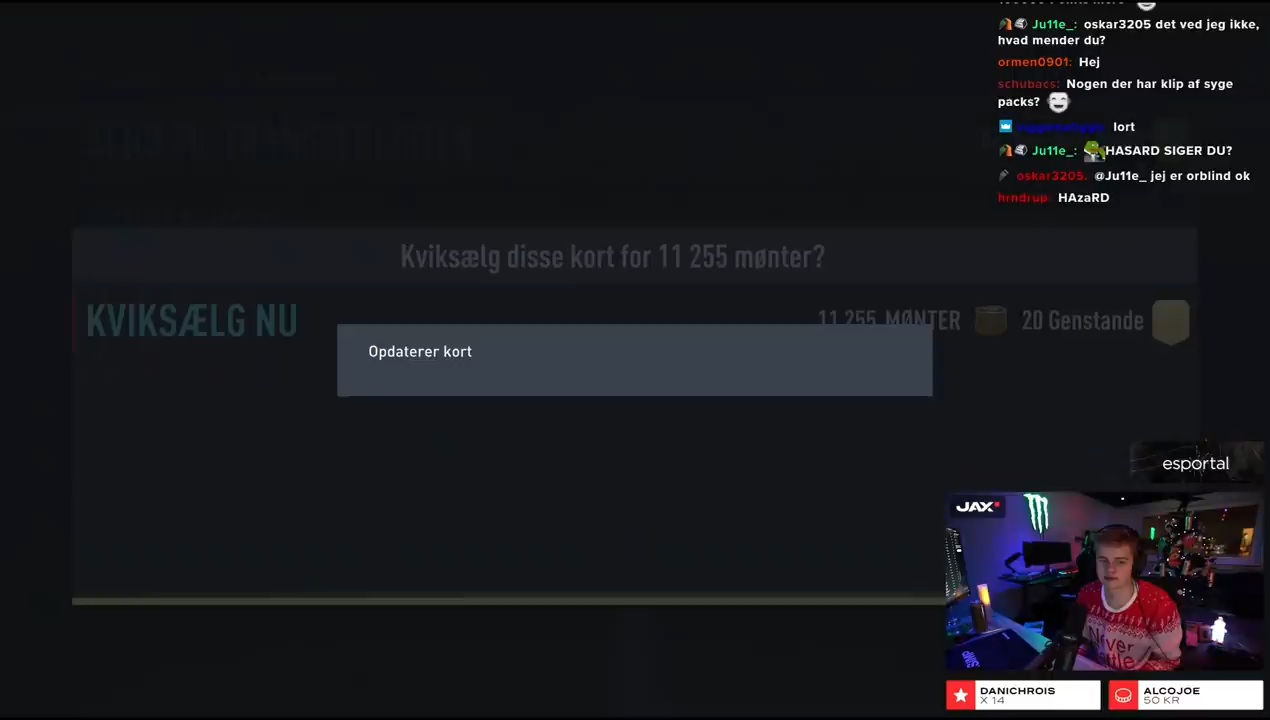 Ju11e_: oskar3205 det ved jeg ikke,
hvad mender du?
ormen0901: Hej
schubacs: Nogen der har klip af syge
packs?
lort
Ju11e_: HASARD SIGER DU?
oskar3205: @Ju11e_ jej er orblind ok
hrndrup: HAzaRD
Kviksælg disse kort for 11 255 mønter?
KVIKSÆLG NU
11 255 MØNTER
20 Genstande
Opdaterer kort
esportal
JAX
Never
DANICHROIS
X 14
ALCOJOE
50 KR